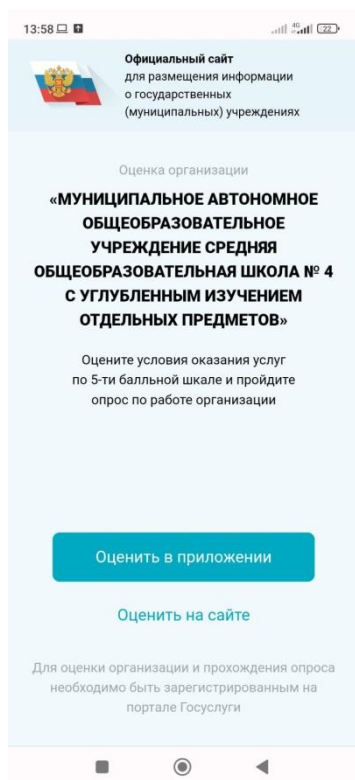 13:58
4G
22
Официальный сайт
для размещения информации
о государственных
(муниципальных) учреждениях
Оценка организации
«МУНИЦИПАЛЬНОЕ АВТОНОМНОЕ
ОБЩЕОБРАЗОВАТЕЛЬНОЕ
УЧРЕЖДЕНИЕ СРЕДНЯЯ
ОБЩЕОБРАЗОВАТЕЛЬНАЯ ШКОЛА № 4
С УГЛУБЛЕННЫМ ИЗУЧЕНИЕМ
ОТДЕЛЬНЫХ ПРЕДМЕТОВ»
Оцените условия оказания услуг
по 5-ти балльной шкале и пройдите
опрос по работе организации
Оценить в приложении
Оценить на сайте
Для оценки организации и прохождения опроса
необходимо быть зарегистрированным на
портале Госуслуги